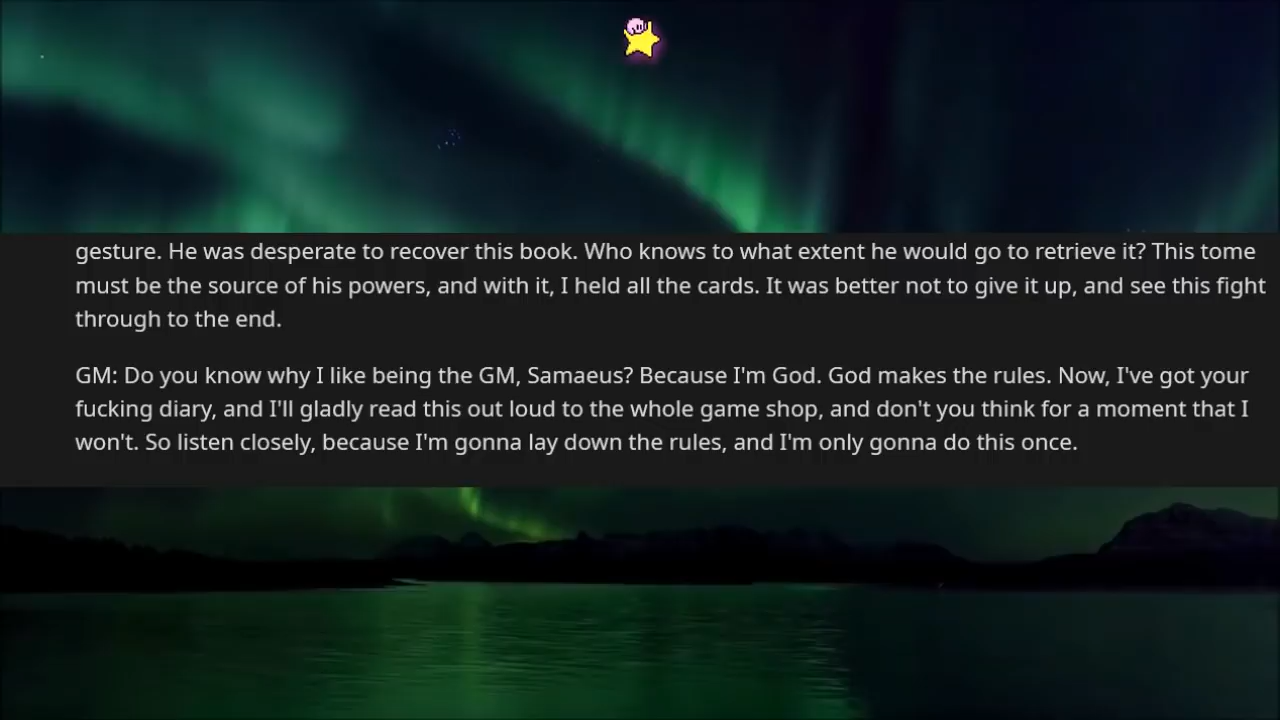 gesture. He was desperate to recover this book. Who knows to what extent he would go to retrieve it? This tome
must be the source of his powers, and with it, I held all the cards. It was better not to give it up, and see this fight
through to the end.
GM: Do you know why I like being the GM, Samaeus? Because I'm God. God makes the rules. Now, I've got your
fucking diary, and I'll gladly read this out loud to the whole game shop, and don't you think for a moment that I
won't. So listen closely, because I'm gonna lay down the rules, and I'm only gonna do this once.